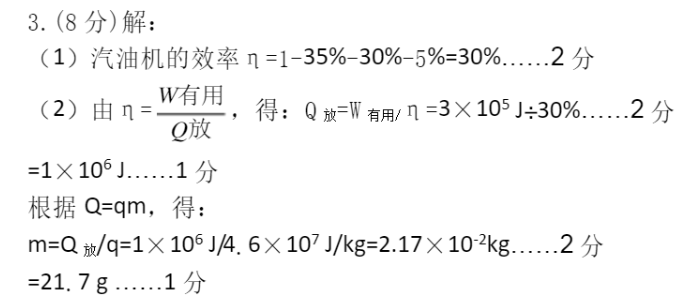 3.(8 分)解：
（1）汽油机的效率 η=1-35%-30%-5%=30%......2 分
（2）由 η=W有用/Q放，得：Q 放=W 有用/ η=3×10⁵ J÷30%......2 分
=1×10⁶ J......1 分
根据 Q=qm，得：
m=Q 放/q=1×10⁶ J/4.6×10⁷ J/kg=2.17×10⁻²kg......2 分
=21.7 g ......1 分